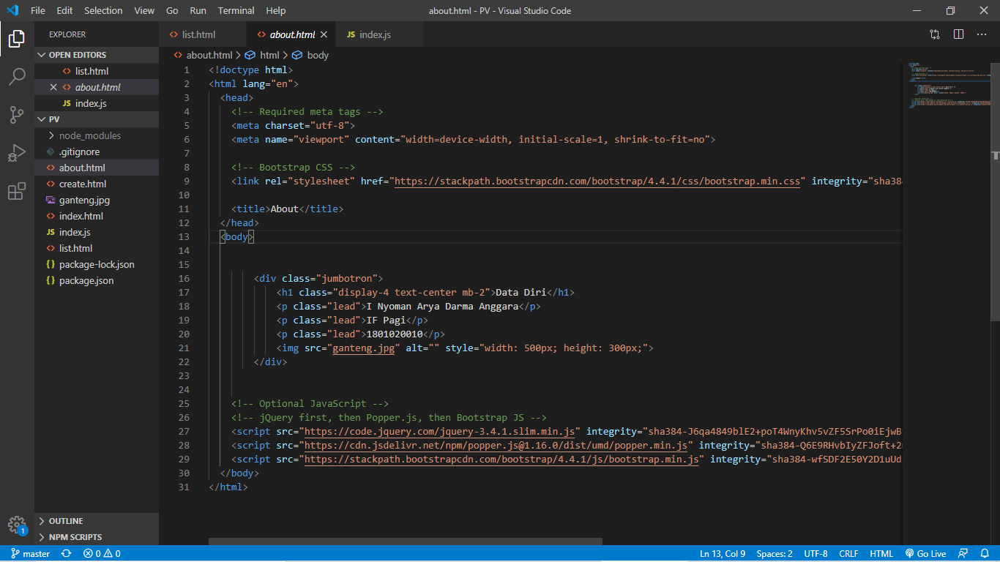 File Edit Selection View Go Run Terminal Help about.html - PV - Visual Studio Code
EXPLORER
OPEN EDITORS
list.html
about.html
JS index.js
PV
node_modules
.gitignore
about.html
create.html
ganteng.jpg
index.html
JS index.js
list.html
{} package-lock.json
{} package.json
OUTLINE
NPM SCRIPTS
list.html about.html JS index.js
about.html > html > body
1 <!doctype html>
2 <html lang="en">
3 <head>
4 <!-- Required meta tags -->
5 <meta charset="utf-8">
6 <meta name="viewport" content="width=device-width, initial-scale=1, shrink-to-fit=no">
7
8 <!-- Bootstrap CSS -->
9 <link rel="stylesheet" href="https://stackpath.bootstrapcdn.com/bootstrap/4.4.1/css/bootstrap.min.css" integrity="sha384
10
11 <title>About</title>
12 </head>
13 <body>
14
15
16 <div class="jumbotron">
17 <h1 class="display-4 text-center mb-2">Data Diri</h1>
18 <p class="lead">I Nyoman Arya Darma Anggara</p>
19 <p class="lead">IF Pagi</p>
20 <p class="lead">1801020010</p>
21 <img src="ganteng.jpg" alt="" style="width: 500px; height: 300px;">
22 </div>
23
24
25 <!-- Optional JavaScript -->
26 <!-- jQuery first, then Popper.js, then Bootstrap JS -->
27 <script src="https://code.jquery.com/jquery-3.4.1.slim.min.js" integrity="sha384-J6qa4849blE2+poT4WnyKhv5vZF5SrPo0iEjwB
28 <script src="https://cdn.jsdelivr.net/npm/popper.js@1.16.0/dist/umd/popper.min.js" integrity="sha384-Q6E9RHvbIyZFJoft+2
29 <script src="https://stackpath.bootstrapcdn.com/bootstrap/4.4.1/js/bootstrap.min.js" integrity="sha384-wfSDF2E50Y2D1uUd
30 </body>
31 </html>
1
master 0 0 Ln 13, Col 9 Spaces: 2 UTF-8 CRLF HTML Go Live